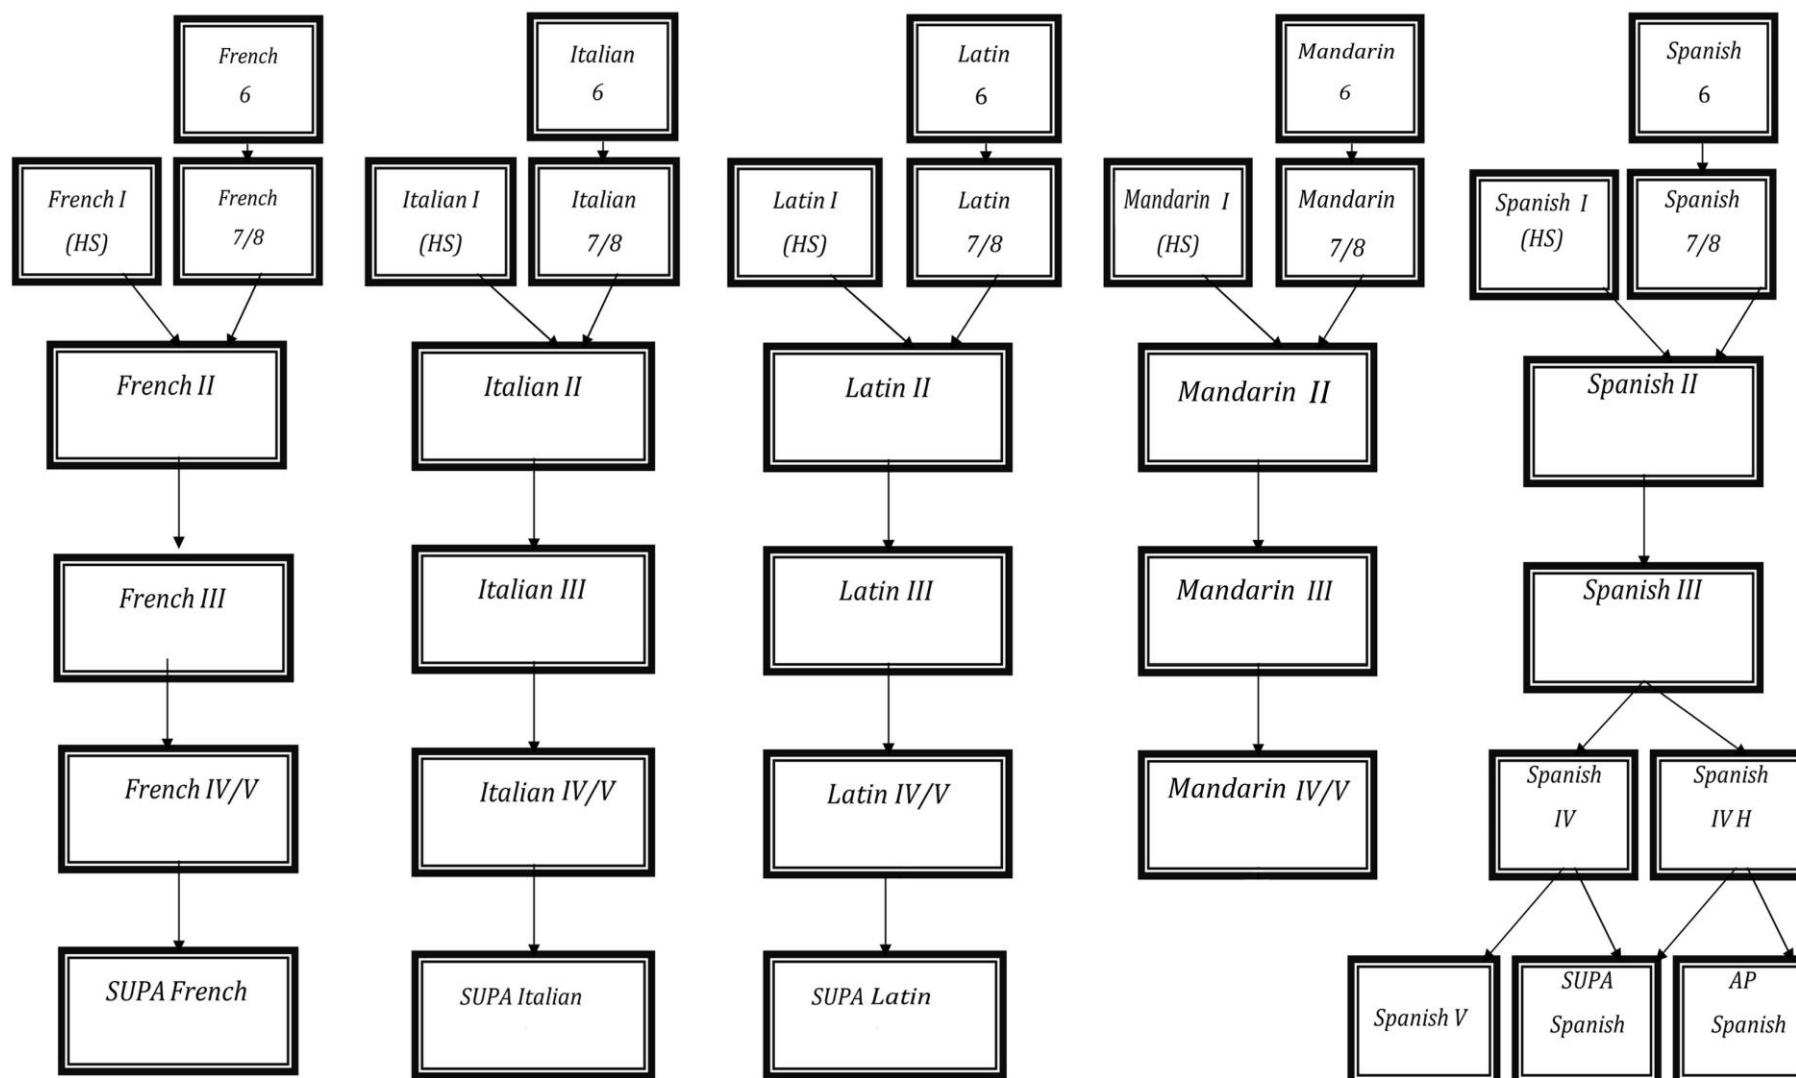 French
6
Italian
6
Latin
6
Mandarin
6
Spanish
6
French I
(HS)
French
7/8
Italian I
(HS)
Italian
7/8
Latin I
(HS)
Latin
7/8
Mandarin I
(HS)
Mandarin
7/8
Spanish I
(HS)
Spanish
7/8
French II
Italian II
Latin II
Mandarin II
Spanish II
French III
Italian III
Latin III
Mandarin III
Spanish III
French IV/V
Italian IV/V
Latin IV/V
Mandarin IV/V
Spanish
IV
Spanish
IV H
SUPA French
SUPA Italian
SUPA Latin
Spanish V
SUPA
Spanish
AP
Spanish